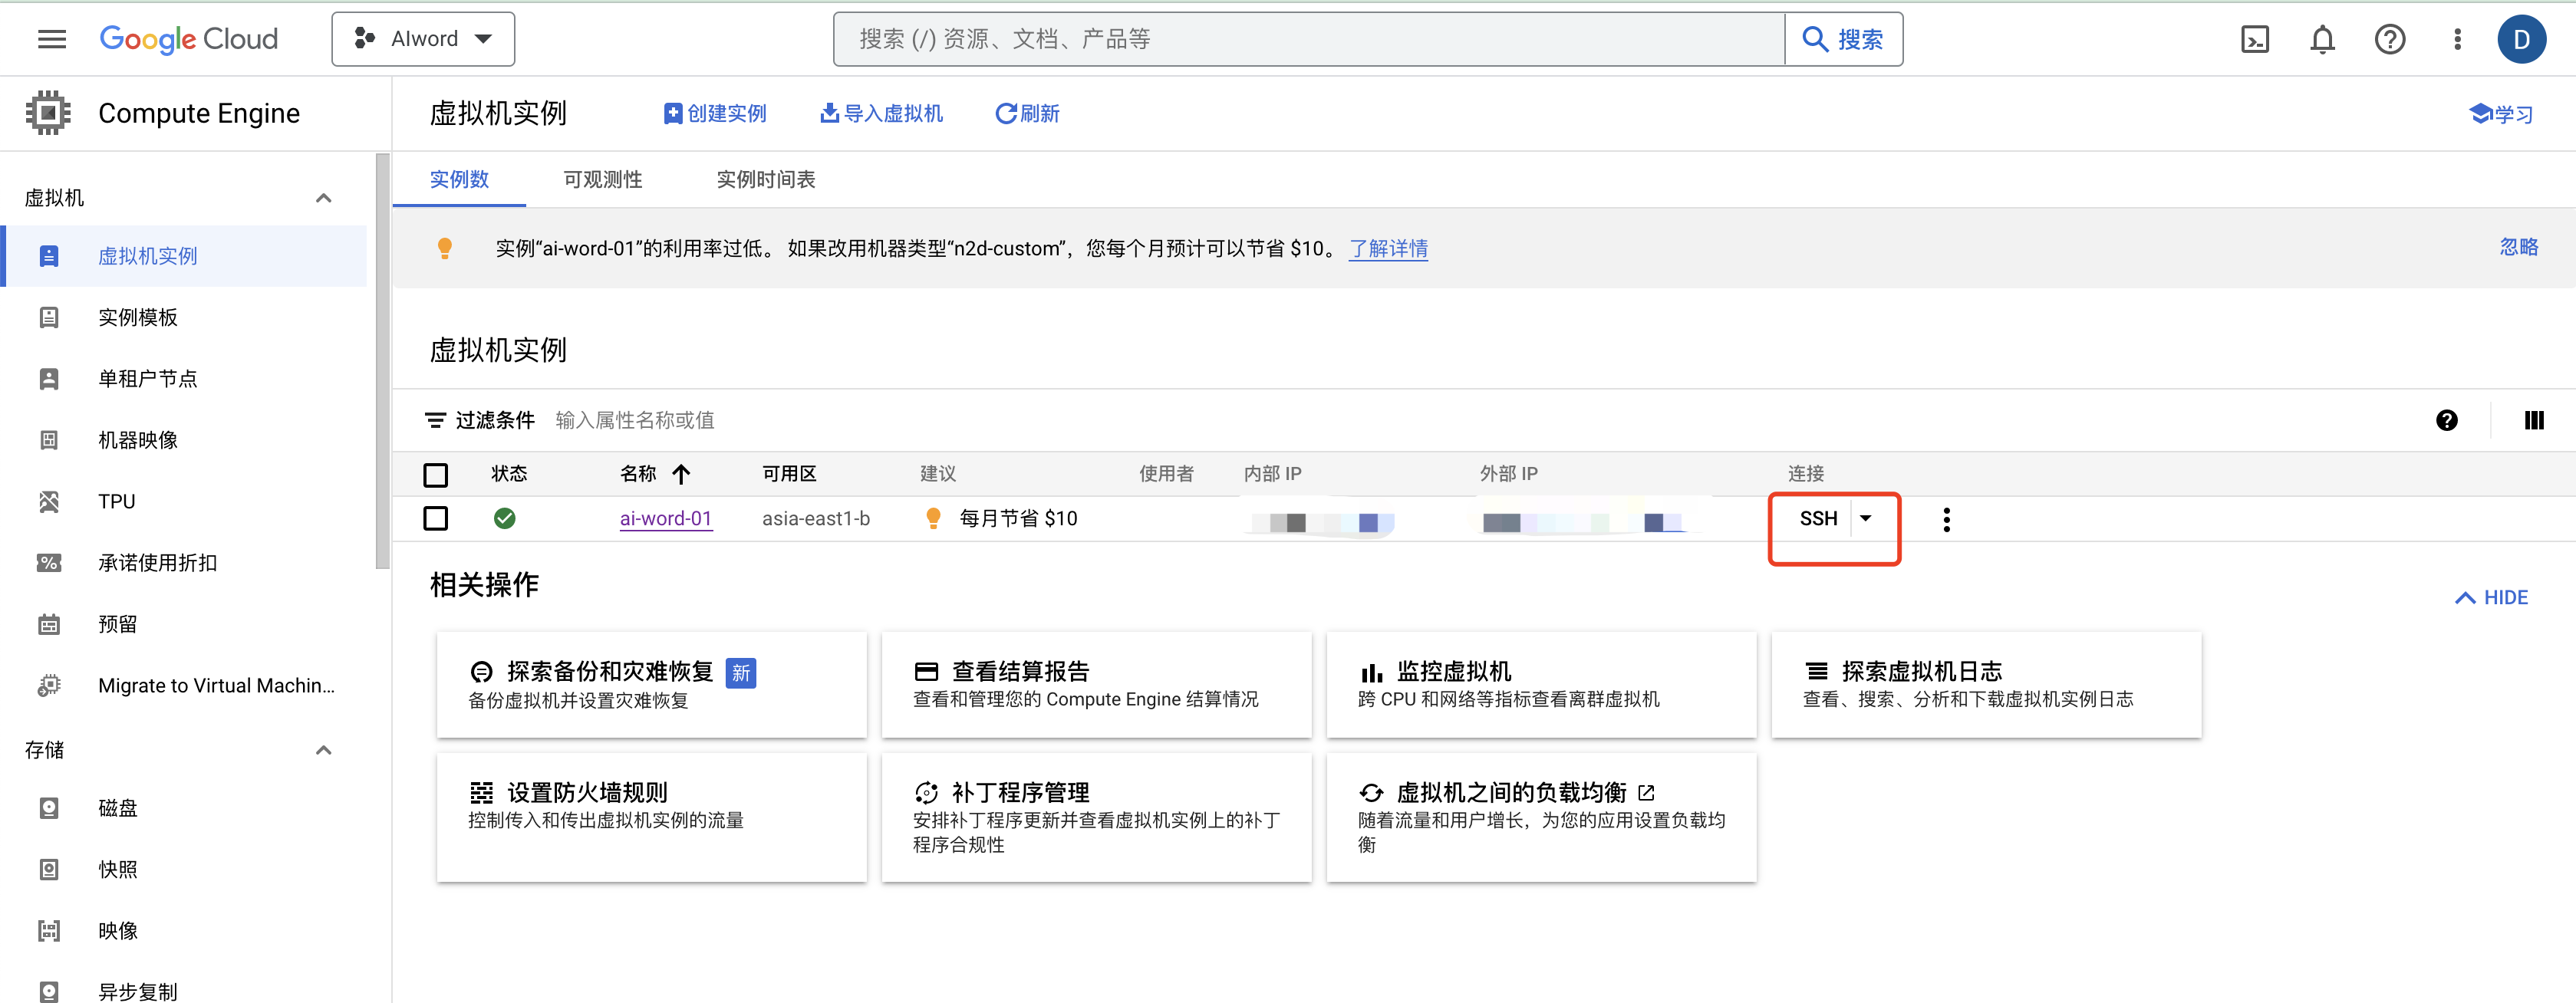 Google Cloud
AIword
搜索 (/) 资源、文档、产品等
搜索
D
Compute Engine
虚拟机实例
创建实例
导入虚拟机
刷新
学习
虚拟机
虚拟机实例
实例模板
单租户节点
机器映像
TPU
承诺使用折扣
预留
Migrate to Virtual Machin...
存储
磁盘
快照
映像
异步复制
实例数
可观测性
实例时间表
实例“ai-word-01”的利用率过低。 如果改用机器类型“n2d-custom”，您每个月预计可以节省 $10。 了解详情
忽略
虚拟机实例
过滤条件 输入属性名称或值
状态 名称 可用区 建议 使用者 内部 IP 外部 IP 连接
ai-word-01 asia-east1-b 每月节省 $10 SSH
相关操作
HIDE
探索备份和灾难恢复 新
备份虚拟机并设置灾难恢复
查看结算报告
查看和管理您的 Compute Engine 结算情况
监控虚拟机
跨 CPU 和网络等指标查看离群虚拟机
探索虚拟机日志
查看、搜索、分析和下载虚拟机实例日志
设置防火墙规则
控制传入和传出虚拟机实例的流量
补丁程序管理
安排补丁程序更新并查看虚拟机实例上的补丁
程序合规性
虚拟机之间的负载均衡
随着流量和用户增长，为您的应用设置负载均
衡